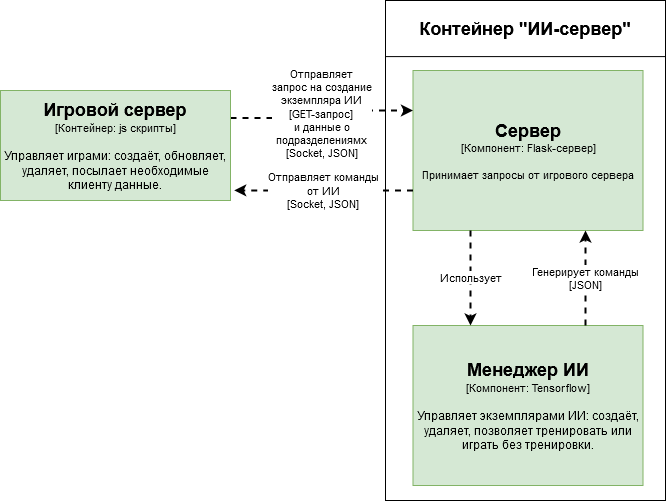 Контейнер "ИИ-сервер"
Игровой сервер
[Контейнер: js скрипты]
Управляет играми: создаёт, обновляет,
удаляет, посылает необходимые
клиенту данные.
Отправляет
запрос на создание
экземпляра ИИ
[GET-запрос]
и данные о
подразделениямх
[Socket, JSON]
Отправляет команды
от ИИ
[Socket, JSON]
Сервер
[Компонент: Flask-сервер]
Принимает запросы от игрового сервера
Использует
Генерирует команды
[JSON]
Менеджер ИИ
[Компонент: Tensorflow]
Управляет экземплярами ИИ: создаёт,
удаляет, позволяет тренировать или
играть без тренировки.